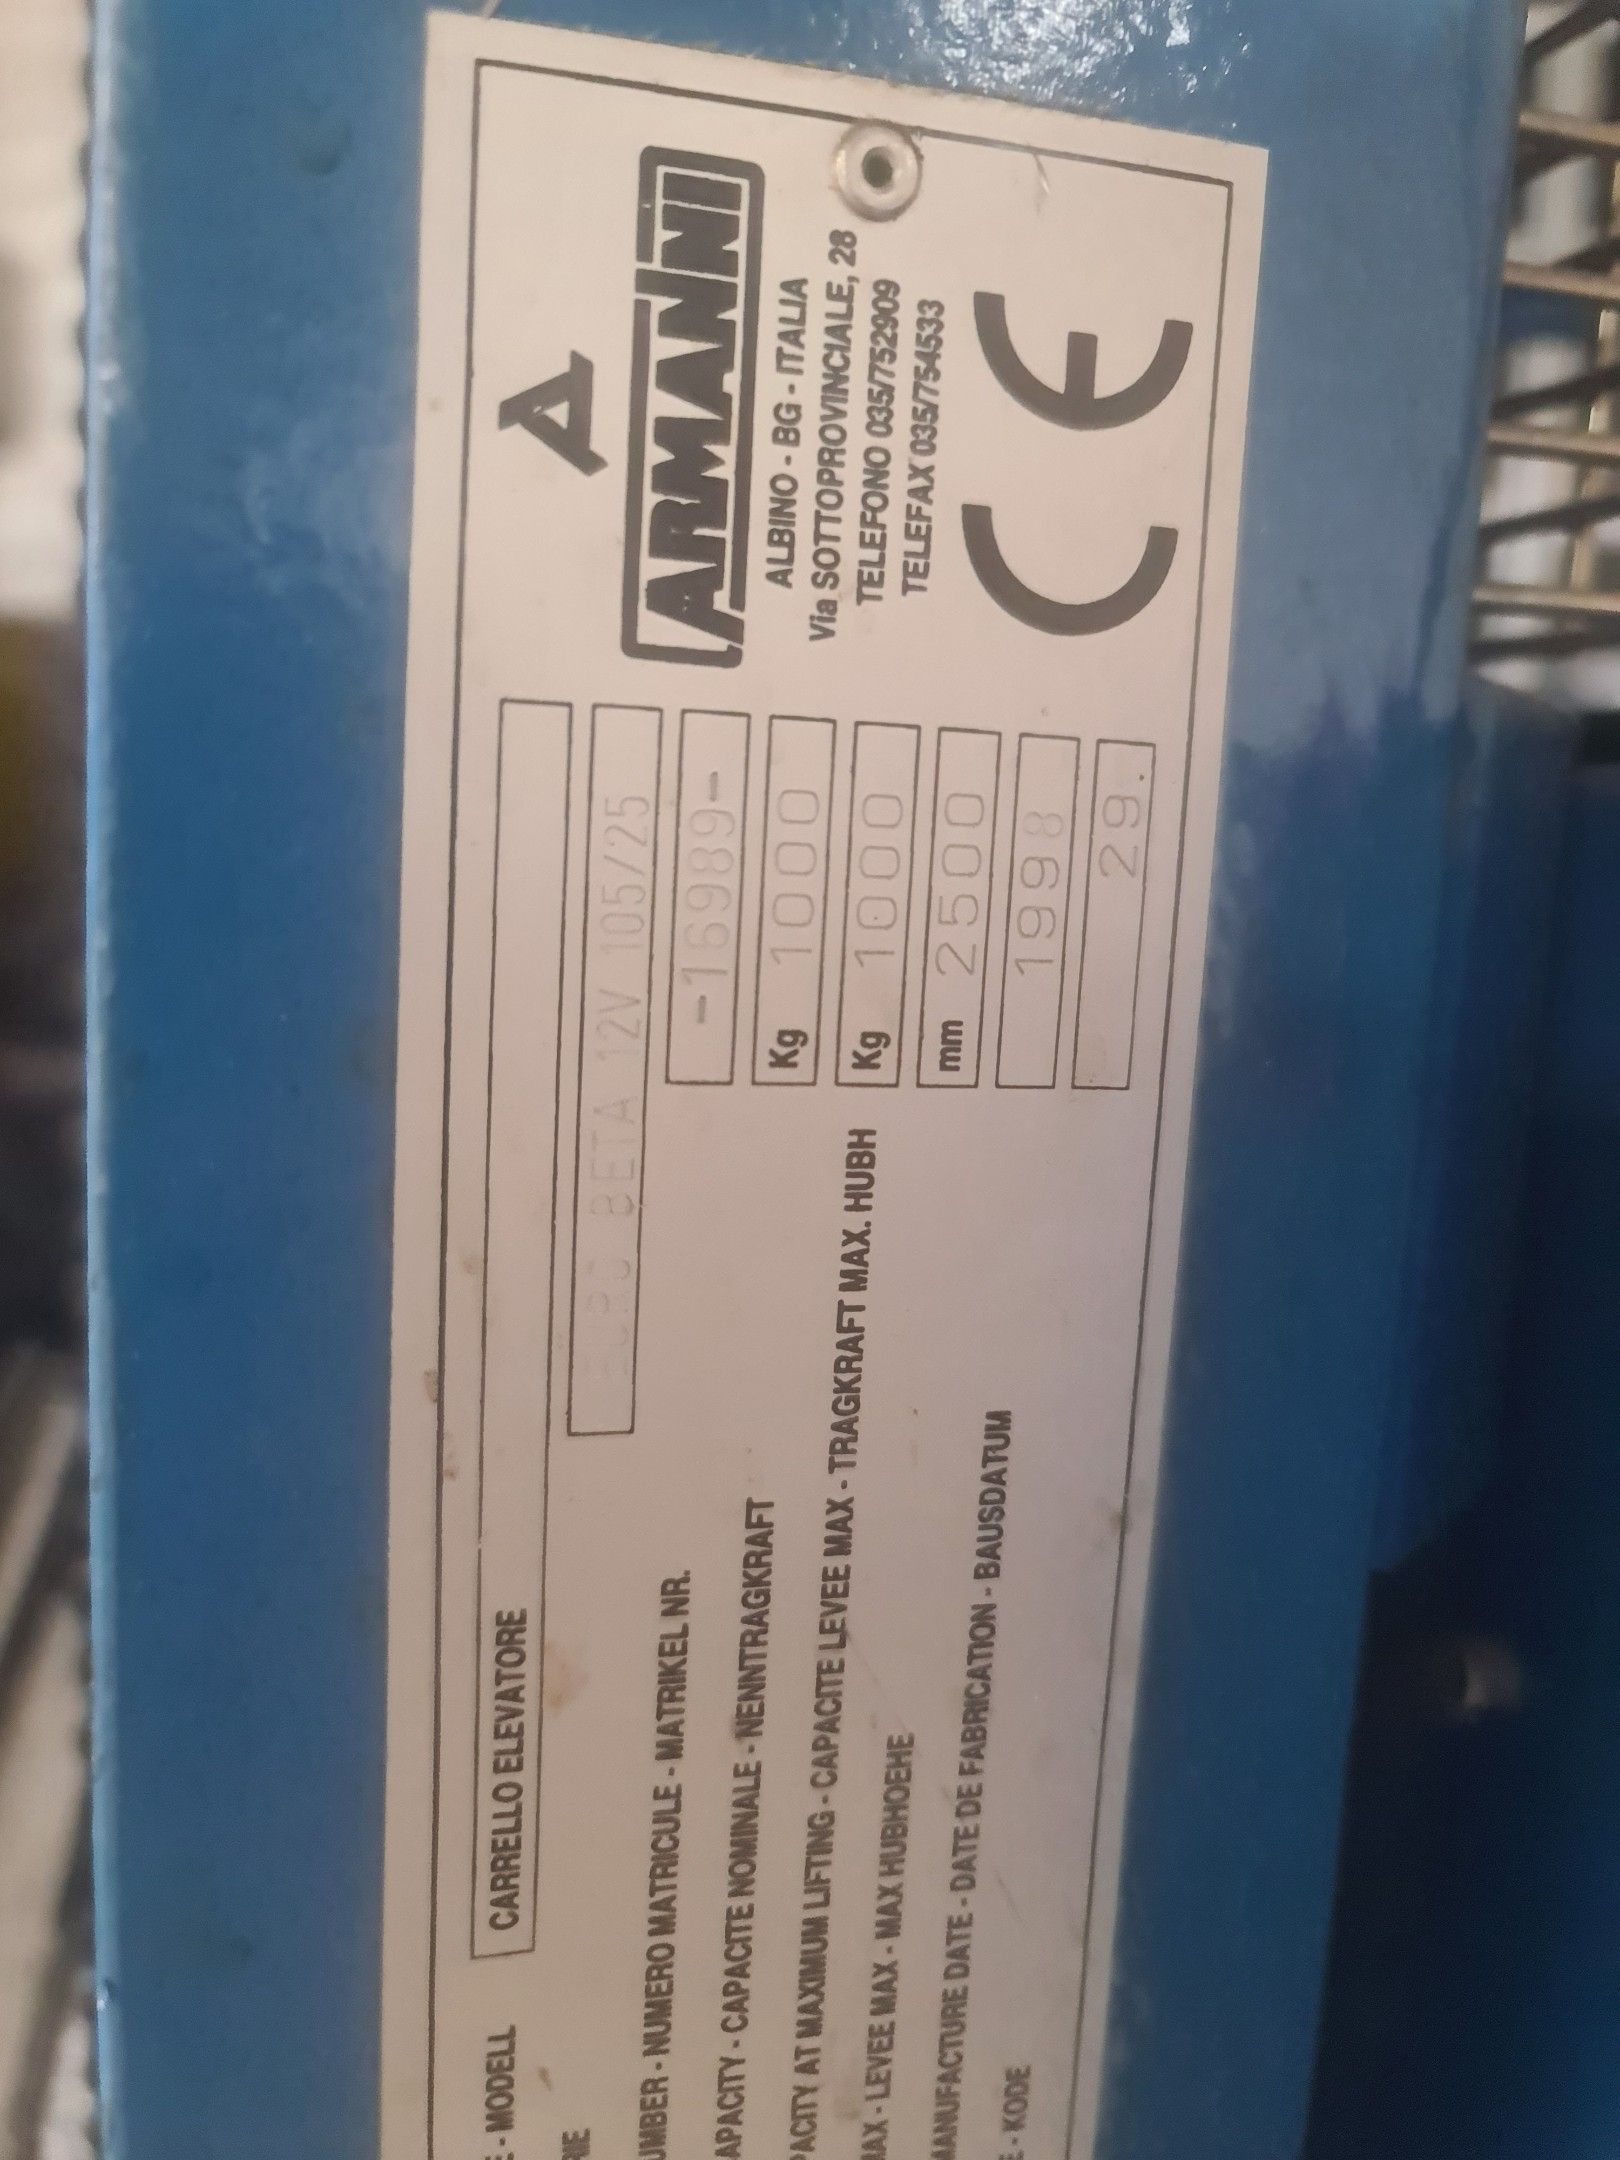 E - MODELL CARRELLO ELEVATORE
RIE EURO BETA 12V 105/25
UMBER - NUMERO MATRICULE - MATRIKEL NR. -16989-
APACITY - CAPACITE NOMINALE - NENNTRAGKRAFT Kg 1000
PACITY AT MAXIMUM LIFTING - CAPACITE LEVEE MAX - TRAGKRAFT MAX. HUBH Kg 1000
MAX - LEVEE MAX - MAX HUBHOEHE mm 2500
MANUFACTURE DATE - DATE DE FABRICATION - BAUSDATUM 1998
E - KODE 29.
A
ARMANNI
ALBINO - BG - ITALIA
Via SOTTOPROVINCIALE, 28
TELEFONO 035/752909
TELEFAX 035/754533
CE